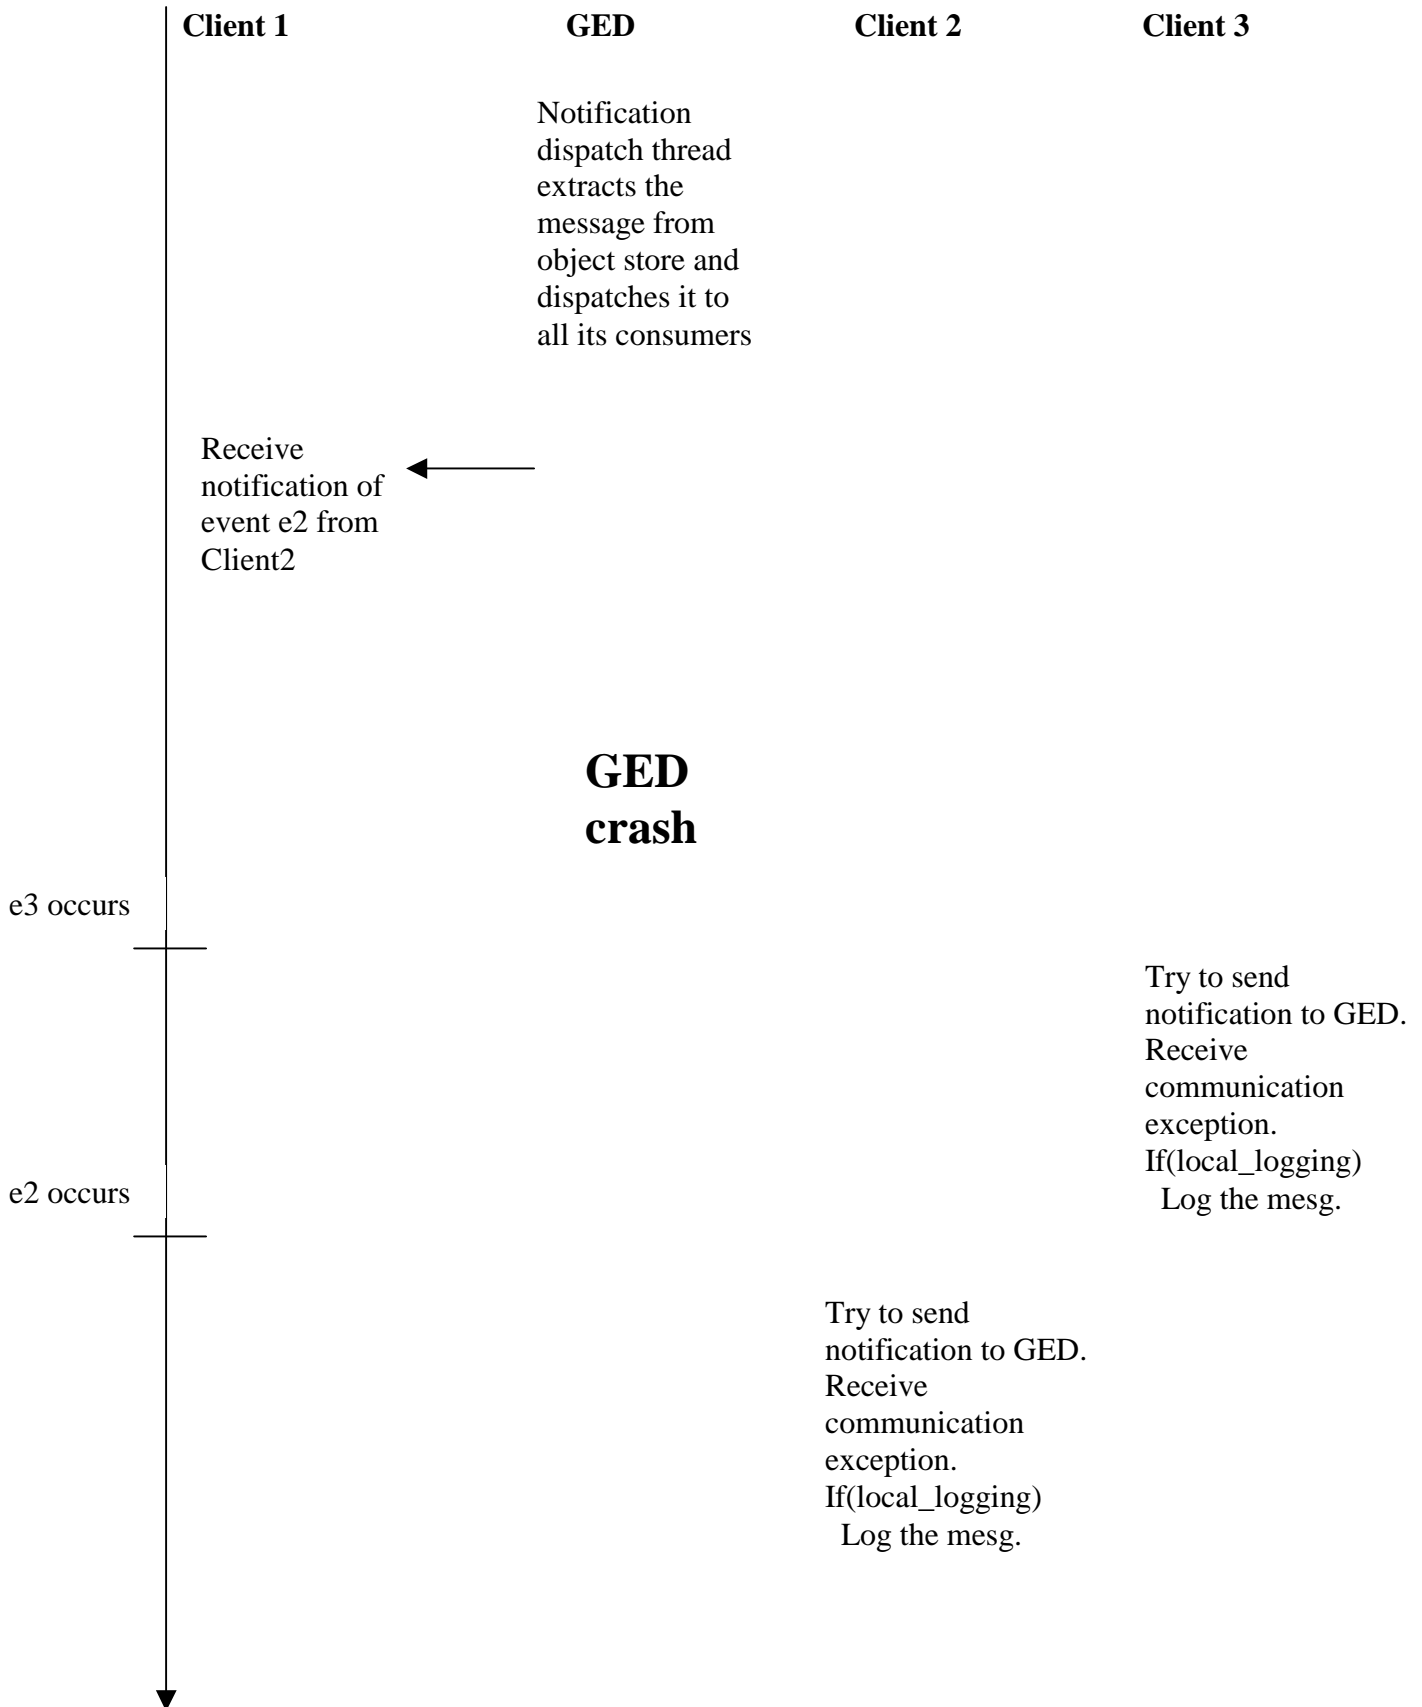 Client 1
GED
Client 2
Client 3
Notification
dispatch thread
extracts the
message from
object store and
dispatches it to
all its consumers
Receive
notification of
event e2 from
Client2
GED
crash
e3 occurs
Try to send
notification to GED.
Receive
communication
exception.
If(local_logging)
Log the mesg.
e2 occurs
Try to send
notification to GED.
Receive
communication
exception.
If(local_logging)
Log the mesg.